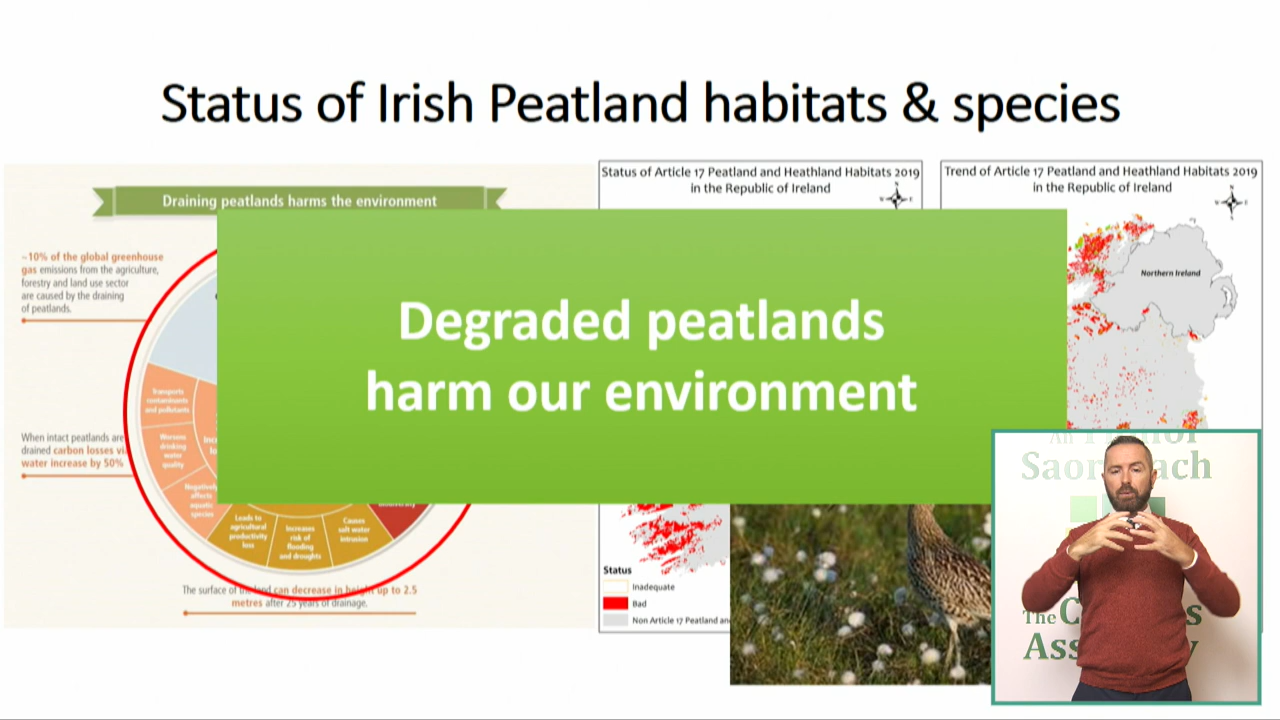 Status of Irish Peatland habitats & species
Draining peatlands harms the environment
~10% of the global greenhouse
gas emissions from the agriculture,
forestry and land use sector
are caused by the draining
of peatlands.
When intact peatlands are
drained carbon losses via
water increase by 50%
Transports
contaminants
and pollutants
Worsens
drinking
water
quality
Negatively
affects
aquatic
species
Leads to
agricultural
productivity
loss
Increases
risk of
flooding
and droughts
Causes
salt water
intrusion
The surface of the land can decrease in height up to 2.5
metres after 25 years of drainage.
Status of Article 17 Peatland and Heathland Habitats 2019
in the Republic of Ireland
Trend of Article 17 Peatland and Heathland Habitats 2019
in the Republic of Ireland
Northern Ireland
Degraded peatlands
harm our environment
Status
Inadequate
Bad
Non Article 17 Peatland
The